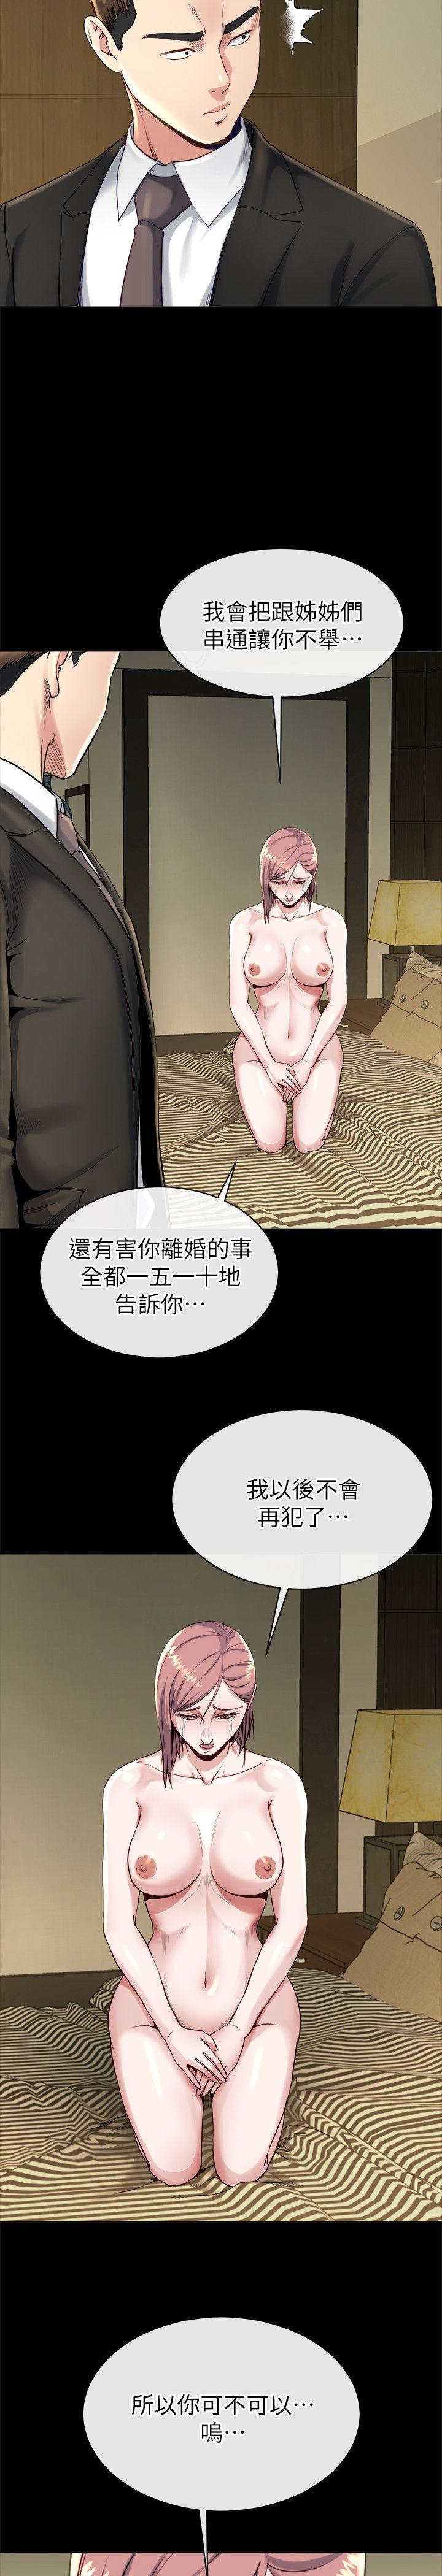 我會把跟姊姊們
串通讓你不舉…
還有害你離婚的事
全都一五一十地
告訴你…
我以後不會
再犯了…
所以你可不可以…
嗚…